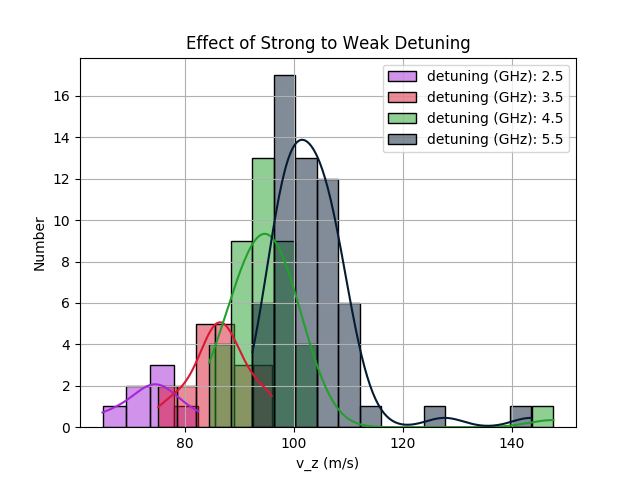 Effect of Strong to Weak Detuning
detuning (GHz): 2.5
detuning (GHz): 3.5
detuning (GHz): 4.5
detuning (GHz): 5.5
Number
16
14
12
10
8
6
4
2
0
80
100
120
140
v_z (m/s)